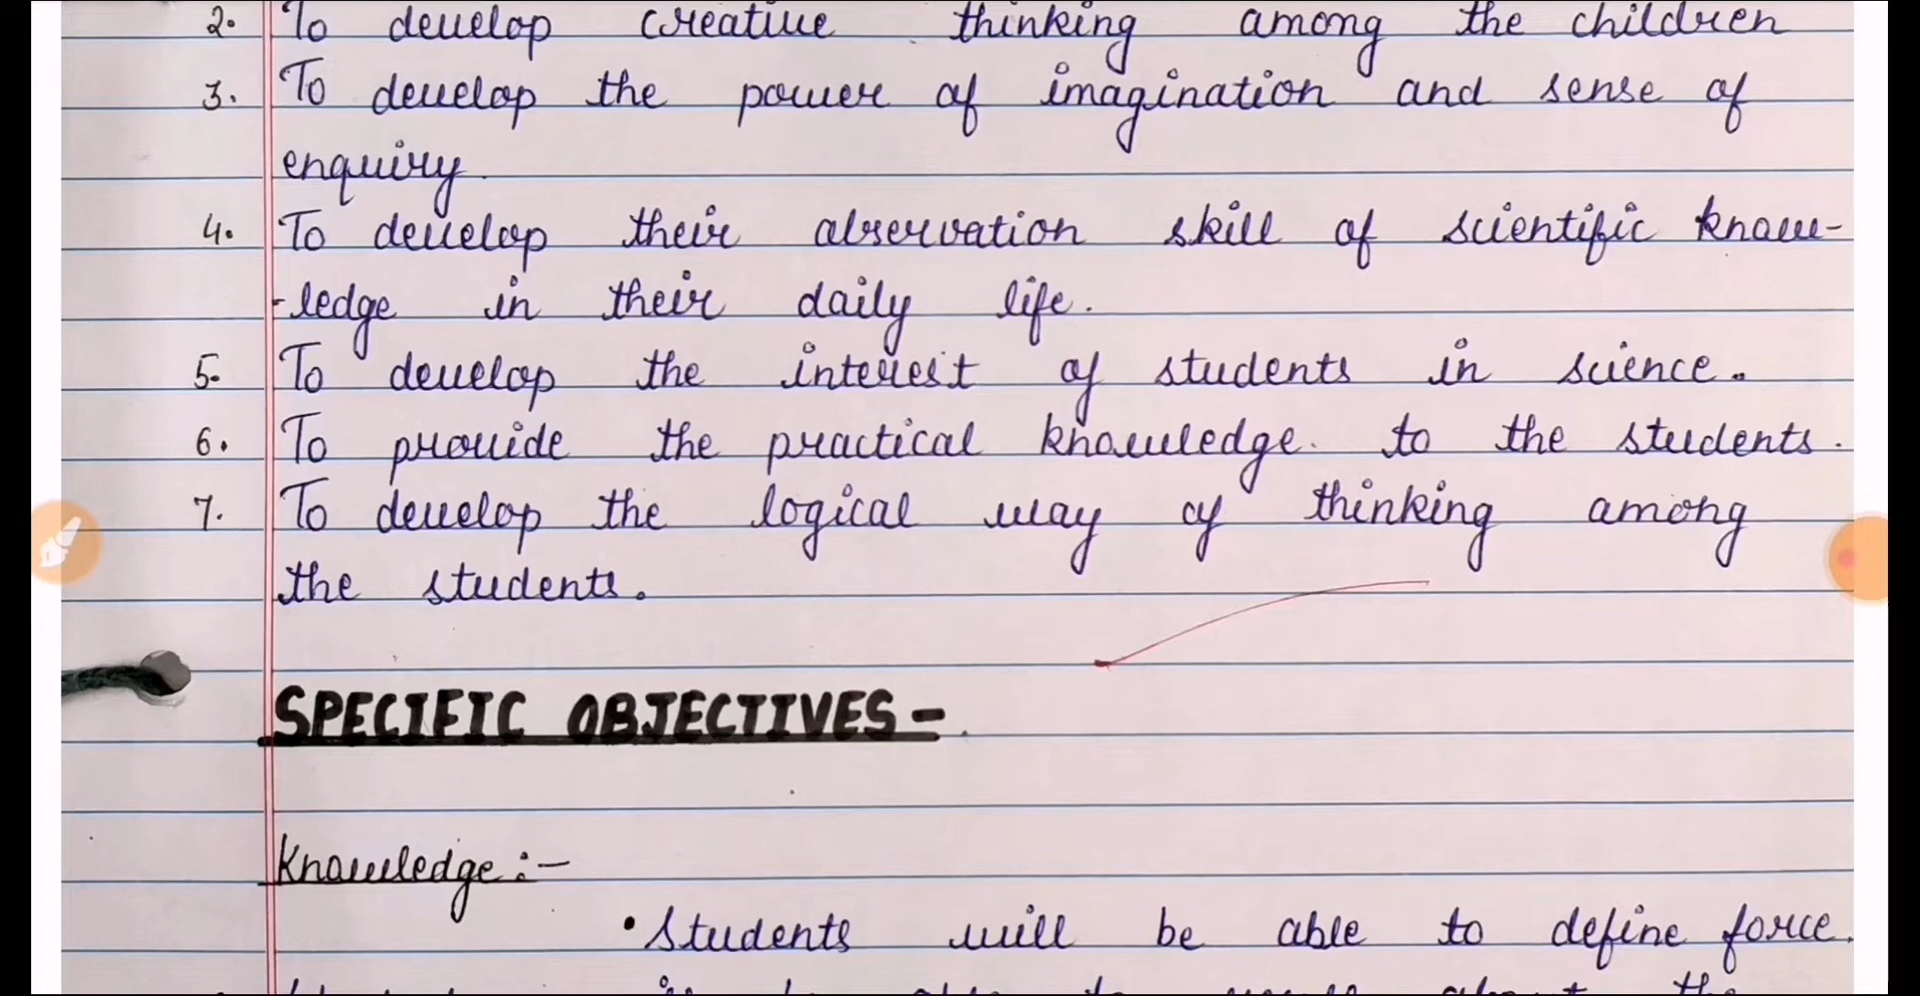 2. To develop creative thinking among the children
3. To develop the power of imagination and sense of
enquiry
4. To develop their observation skill of scientific know-
-ledge in their daily life.
5. To develop the interest of students in science.
6. To provide the practical knowledge to the students.
7. To develop the logical way of thinking among
the students.
SPECIFIC OBJECTIVES -
Knowledge :-
• Students will be able to define force.